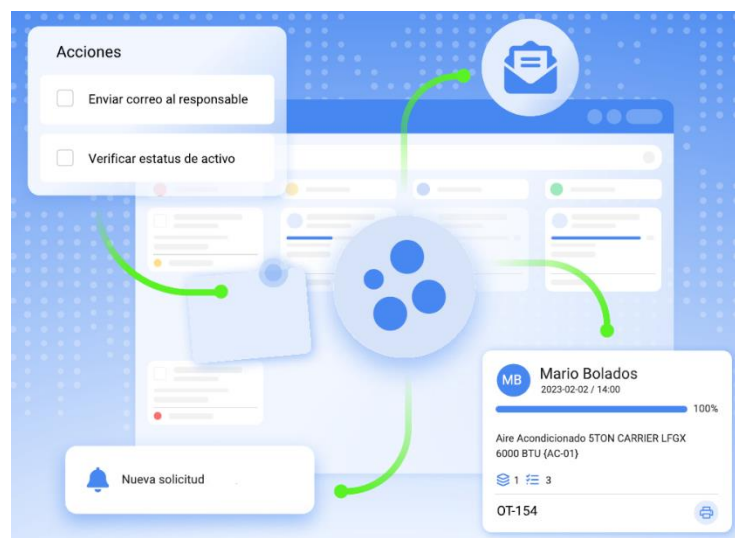 Acciones
Enviar correo al responsable
Verificar estatus de activo
Nueva solicitud
MB
Mario Bolados
2023-02-02 / 14:00
100%
Aire Acondicionado 5TON CARRIER LFGX
6000 BTU {AC-01}
1 3
OT-154